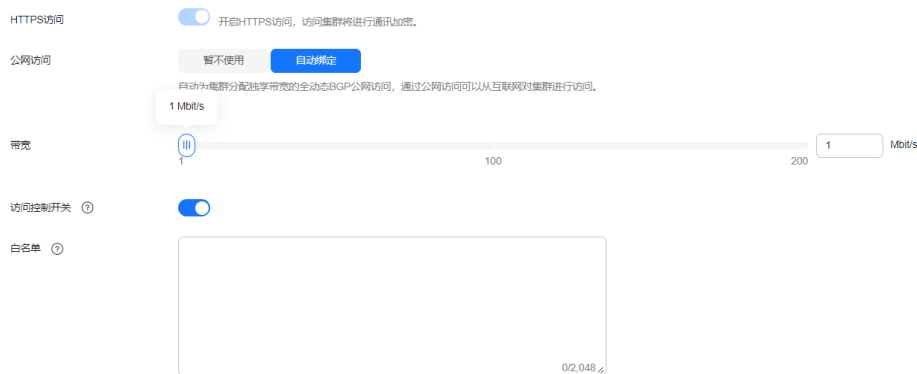 HTTPS访问 开启HTTPS访问，访问集群将进行通讯加密。
公网访问 暂不使用 自动绑定
自动为集群分配独享带宽的全动态BGP公网访问，通过公网访问可以从互联网对集群进行访问。
1 Mbit/s
带宽 1 Mbit/s
1 100 200
访问控制开关 ?
白名单 ?
0/2,048